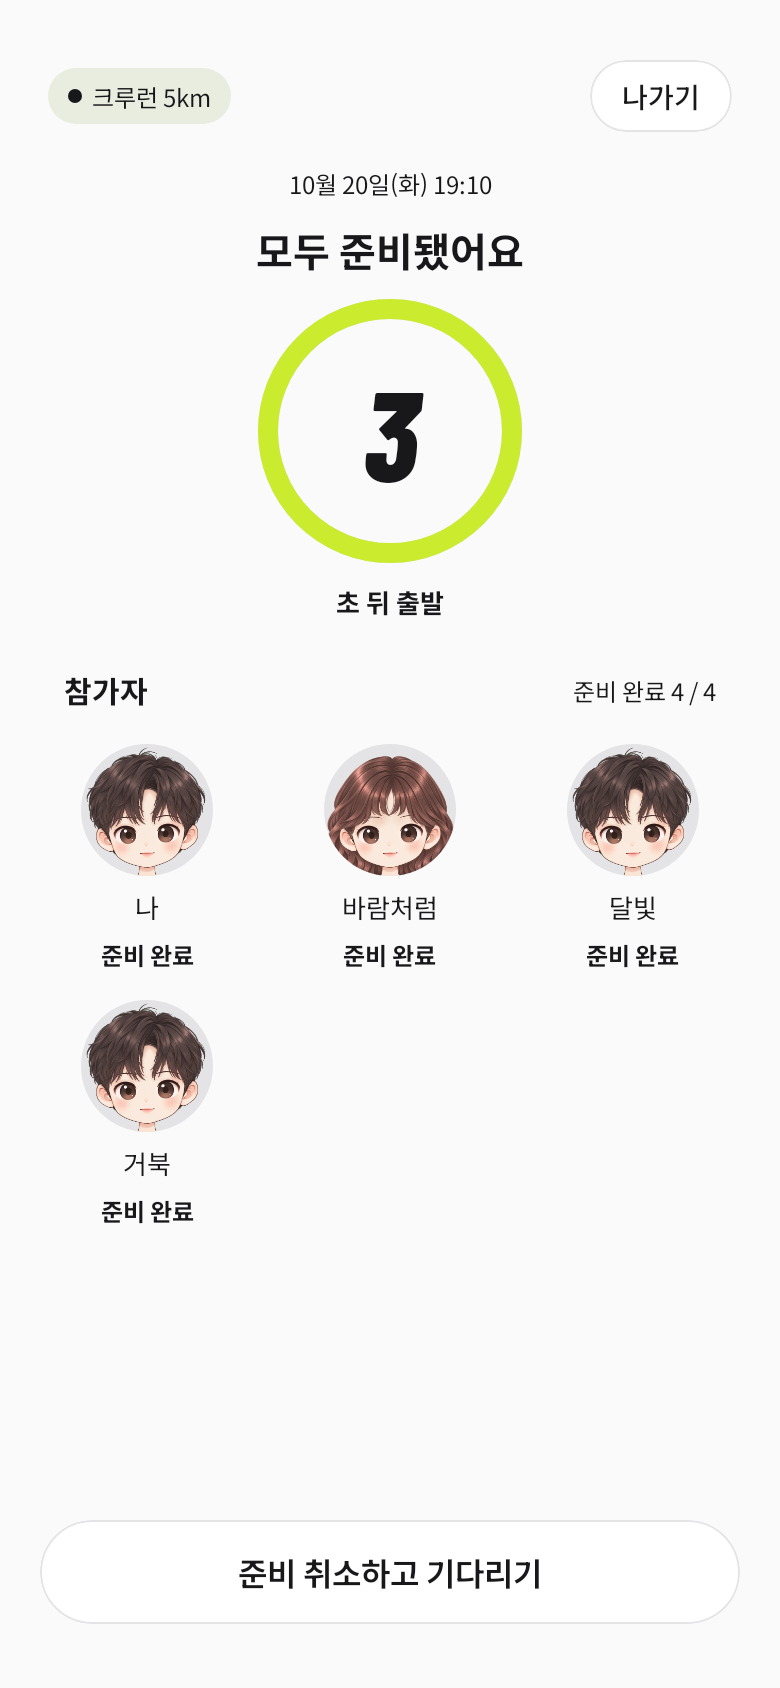 크루런 5km
나가기
10월 20일(화) 19:10
모두 준비됐어요
3
초 뒤 출발
참가자
준비 완료 4 / 4
나
바람처럼
달빛
준비 완료
준비 완료
준비 완료
거북
준비 완료
준비 취소하고 기다리기